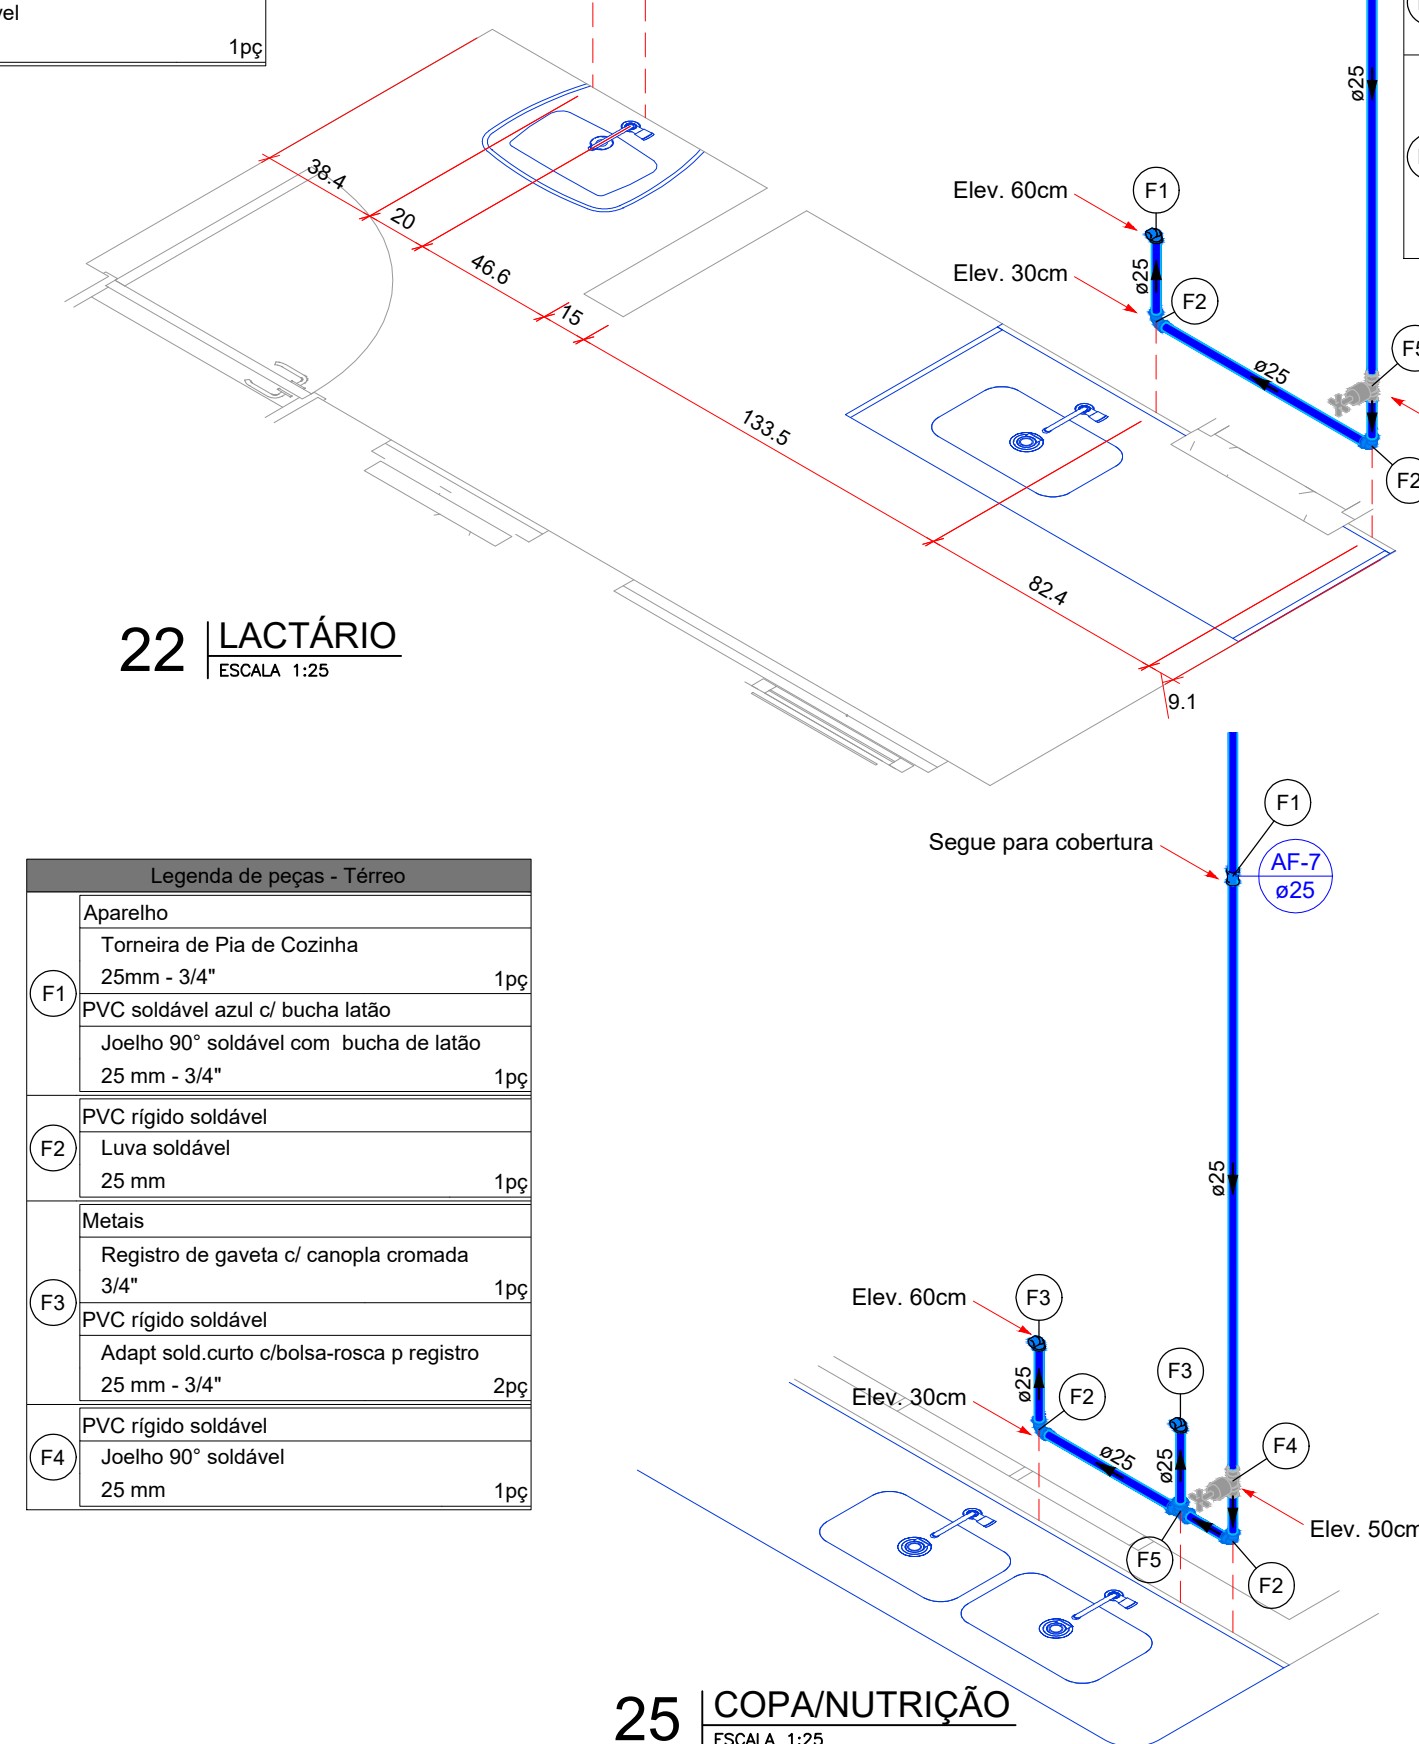 1pç
ø25
38.4
20
46.6
15
133.5
82.4
9.1
Elev. 60cm
F1
ø25
Elev. 30cm
F2
ø25
22
LACTÁRIO
ESCALA 1:25
Legenda de peças - Térreo
F1
Aparelho
Torneira de Pia de Cozinha
25mm - 3/4" 1pç
PVC soldável azul c/ bucha latão
Joelho 90° soldável com bucha de latão
25 mm - 3/4" 1pç
F2
PVC rígido soldável
Luva soldável
25 mm 1pç
F3
Metais
Registro de gaveta c/ canopla cromada
3/4" 1pç
PVC rígido soldável
Adapt sold.curto c/bolsa-rosca p registro
25 mm - 3/4" 2pç
F4
PVC rígido soldável
Joelho 90° soldável
25 mm 1pç
F1
Segue para cobertura
AF-7
ø25
ø25
Elev. 60cm
F3
ø25
F3
Elev. 30cm
F2
ø25
ø25
F4
Elev. 50cm
F5
F2
25
COPA/NUTRIÇÃO
ESCALA 1:25